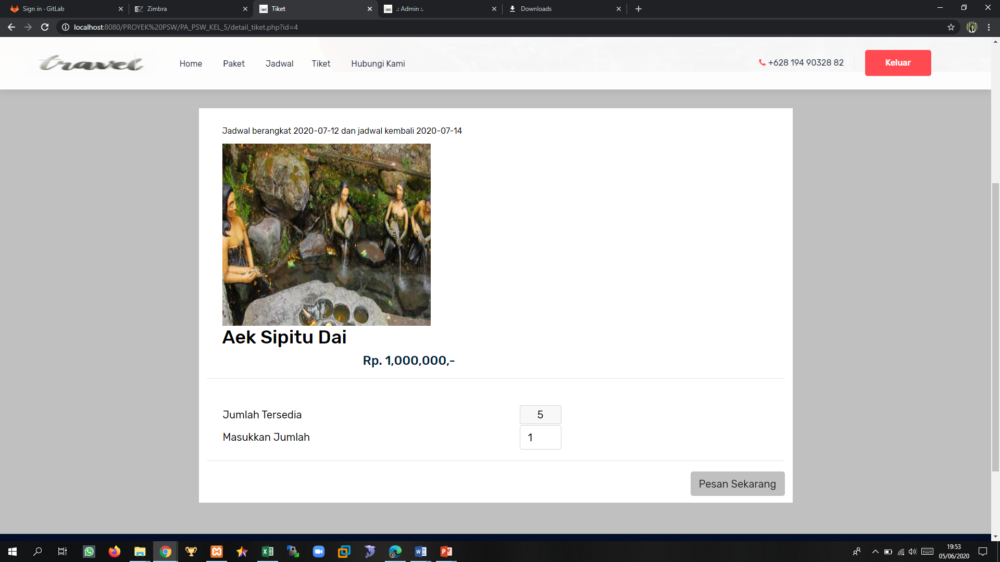 Sign in · GitLab
Zimbra
Tiket
.: Admin :.
Downloads
localhost:8080/PROYEK%20PSW/PA_PSW_KEL_5/detail_tiket.php?id=4
travel
Home
Paket
Jadwal
Tiket
Hubungi Kami
+628 194 90328 82
Keluar
Jadwal berangkat 2020-07-12 dan jadwal kembali 2020-07-14
Aek Sipitu Dai
Rp. 1,000,000,-
Jumlah Tersedia
5
Masukkan Jumlah
1
Pesan Sekarang
19:53
05/06/2020